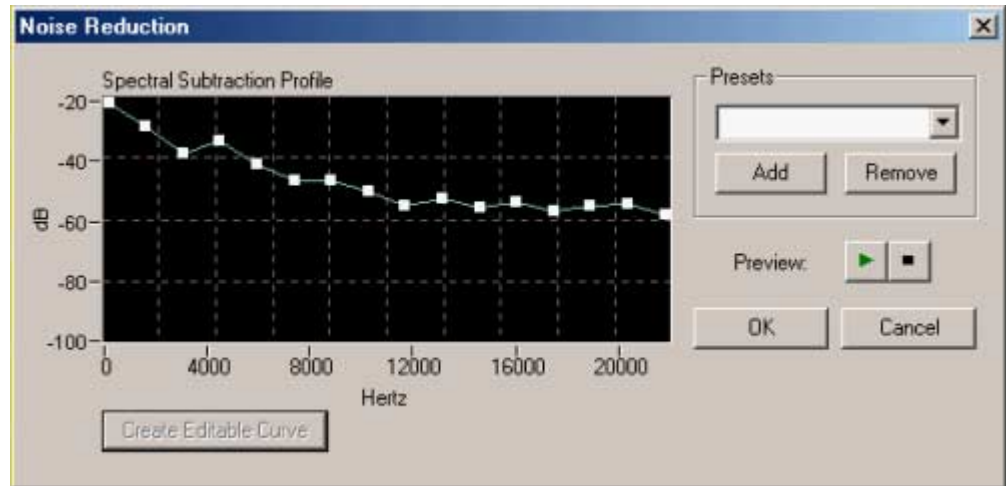 Noise Reduction
Spectral Subtraction Profile
-20
-40
-60
-80
-100
dB
0 4000 8000 12000 16000 20000
Hertz
Create Editable Curve
Presets
Add Remove
Preview:
OK Cancel